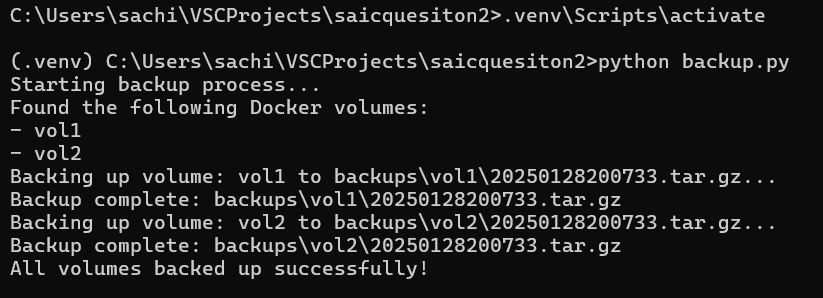 C:\Users\sachi\VSCProjects\saicquesiton2>.venv\Scripts\activate
(.venv) C:\Users\sachi\VSCProjects\saicquesiton2>python backup.py
Starting backup process...
Found the following Docker volumes:
- vol1
- vol2
Backing up volume: vol1 to backups\vol1\20250128200733.tar.gz...
Backup complete: backups\vol1\20250128200733.tar.gz
Backing up volume: vol2 to backups\vol2\20250128200733.tar.gz...
Backup complete: backups\vol2\20250128200733.tar.gz
All volumes backed up successfully!